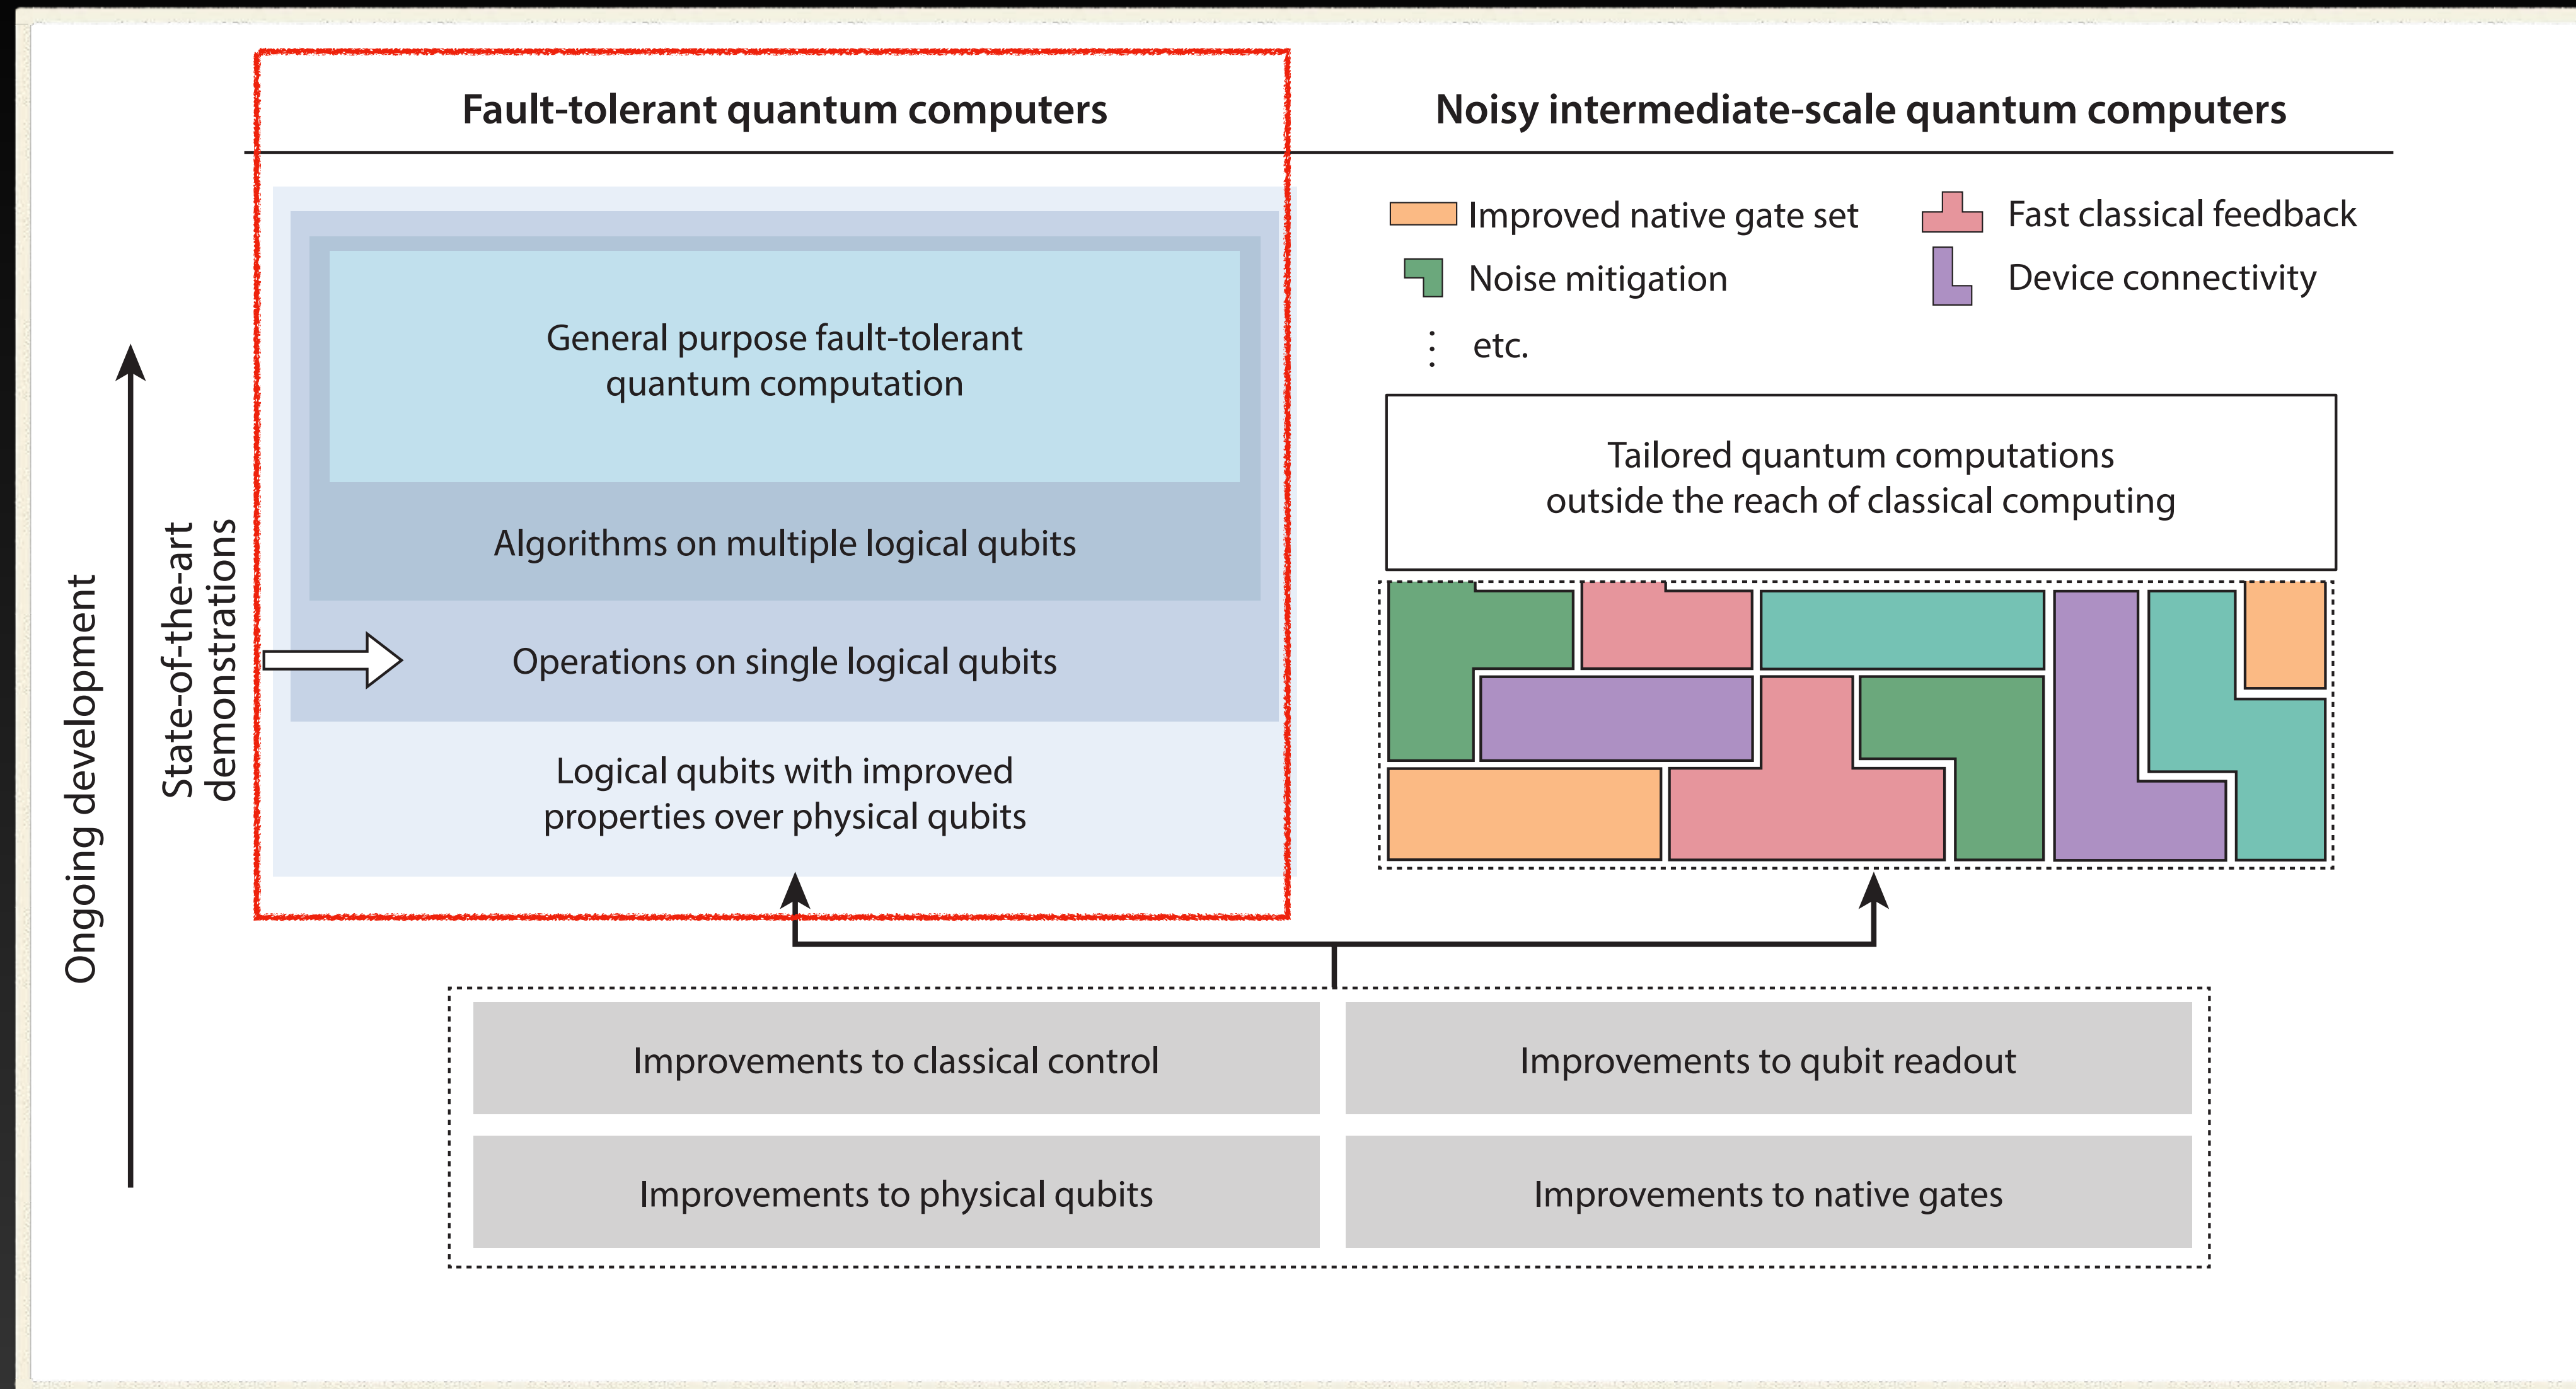 Fault-tolerant quantum computers
General purpose fault-tolerant
quantum computation
Algorithms on multiple logical qubits
Operations on single logical qubits
Logical qubits with improved
properties over physical qubits
Ongoing development
State-of-the-art
demonstrations
Noisy intermediate-scale quantum computers
Improved native gate set
Fast classical feedback
Noise mitigation
Device connectivity
⋮ etc.
Tailored quantum computations
outside the reach of classical computing
Improvements to classical control
Improvements to qubit readout
Improvements to physical qubits
Improvements to native gates